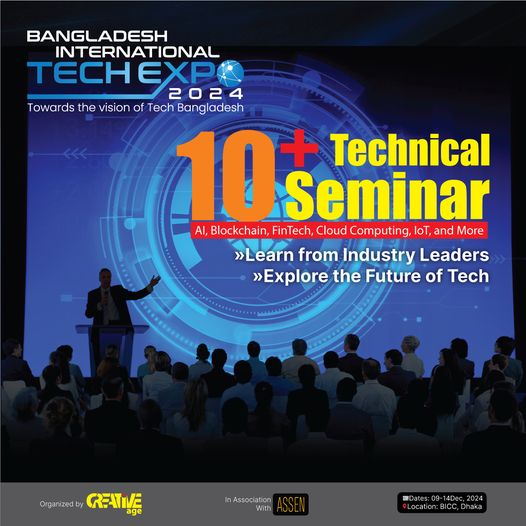 BANGLADESH
INTERNATIONAL
TECH EXPO
2024
Towards the vision of Tech Bangladesh
10+ Technical
Seminar
AI, Blockchain, FinTech, Cloud Computing, IoT, and More
»Learn from Industry Leaders
»Explore the Future of Tech
Organized by CREATIVE
age
In Association
With ASSEN
Dates: 09-14Dec, 2024
Location: BICC, Dhaka